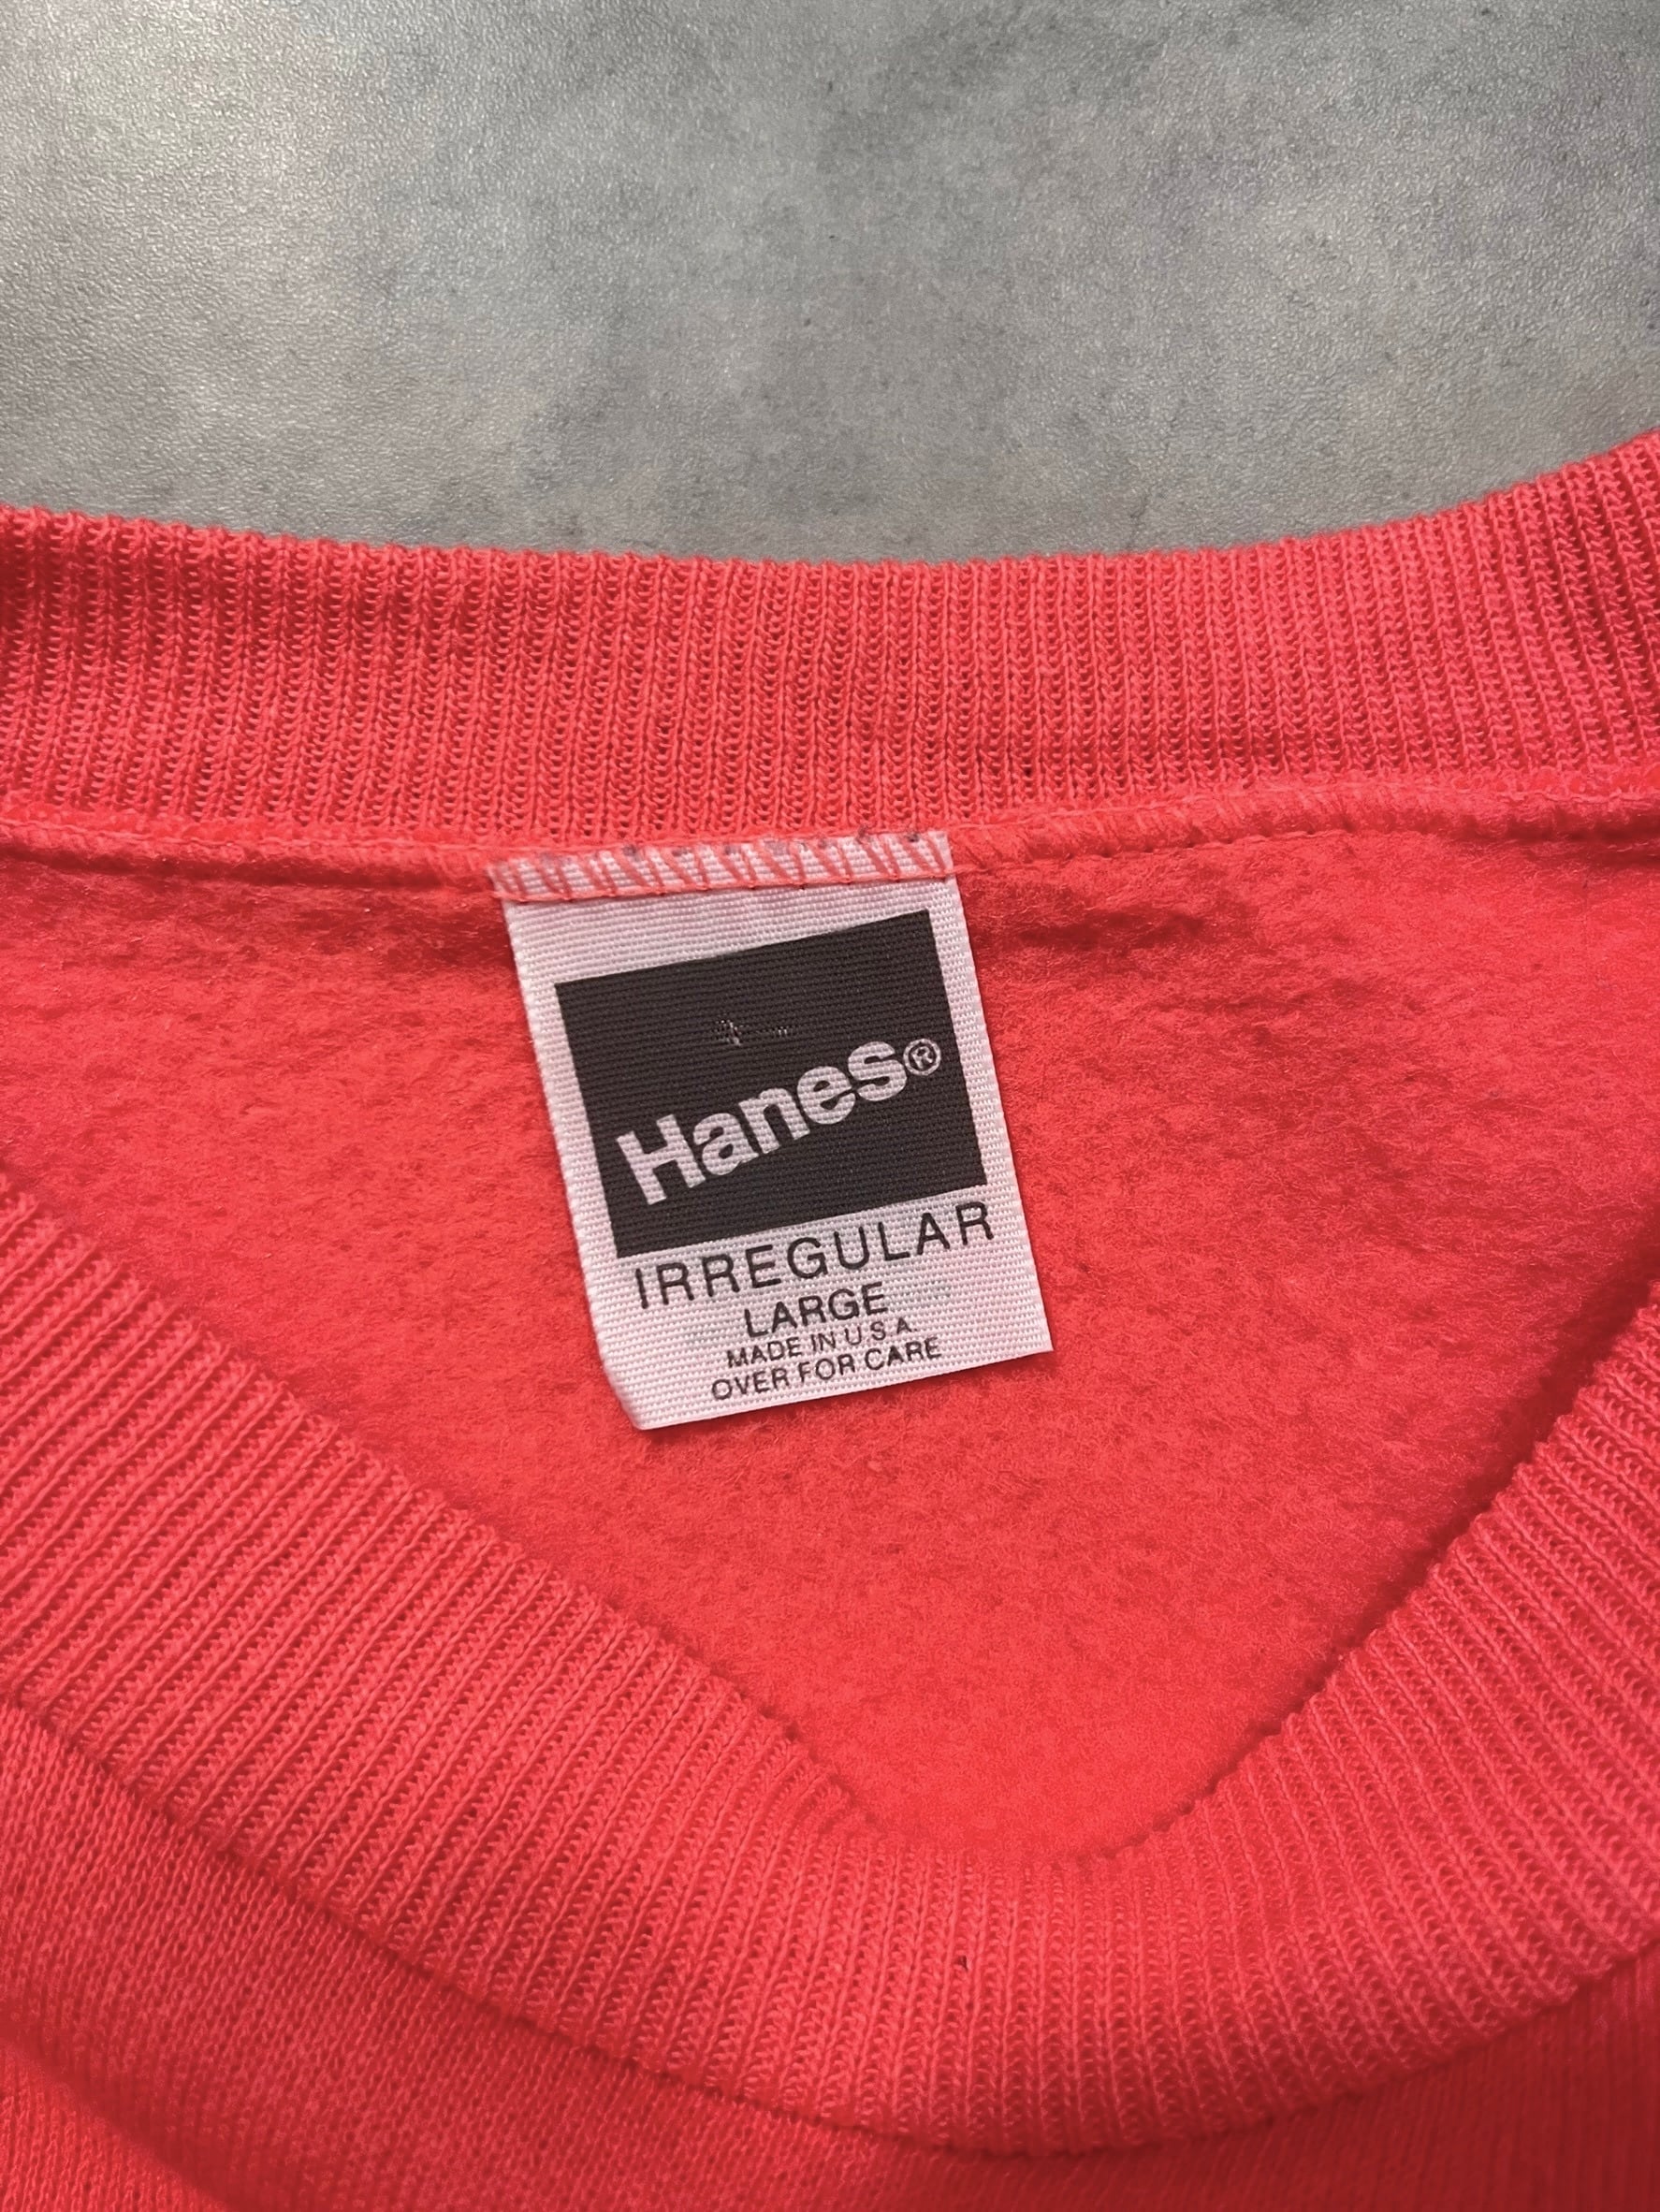 Hanes®
IRREGULAR
LARGE
MADE IN U.S.A.
OVER FOR CARE